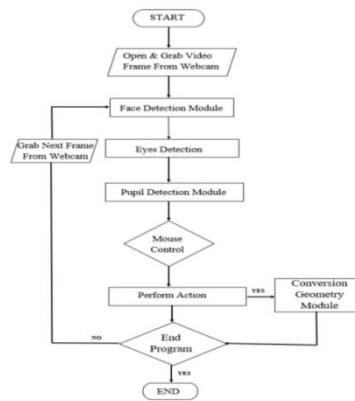 START
Open & Grab Video
Frame From Webcam
Face Detection Module
Grab Next Frame
From Webcam
Eyes Detection
Pupil Detection Module
Mouse
Control
Perform Action
YES
Conversion
Geometry
Module
NO
End
Program
YES
END